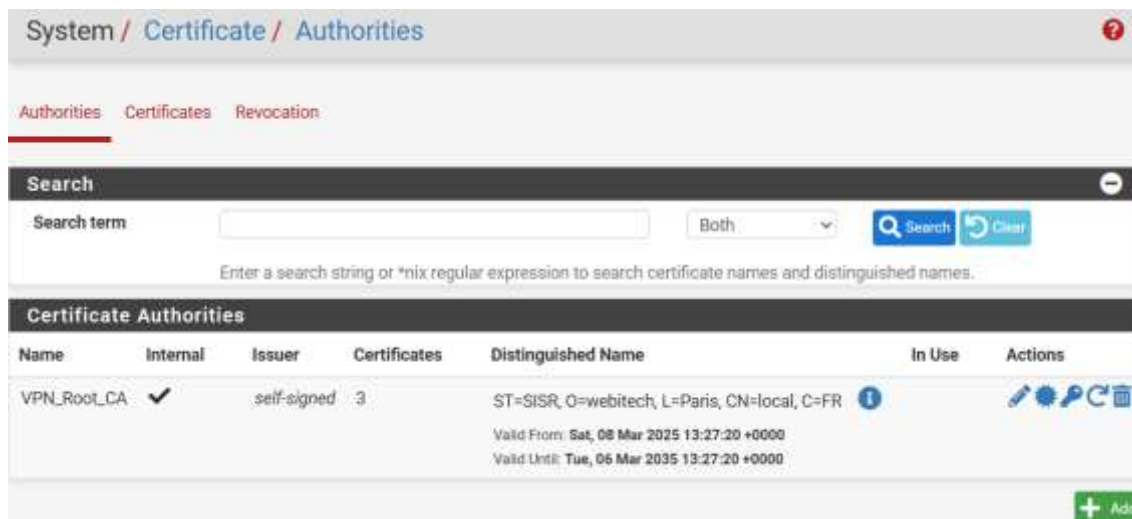 System / Certificate / Authorities
Authorities Certificates Revocation
Search
Search term Both Search Clear
Enter a search string or *nix regular expression to search certificate names and distinguished names.
Certificate Authorities
Name Internal Issuer Certificates Distinguished Name In Use Actions
VPN_Root_CA self-signed 3 ST=SISR, O=webitech, L=Paris, CN=local, C=FR
Valid From: Sat, 08 Mar 2025 13:27:20 +0000
Valid Until: Tue, 06 Mar 2035 13:27:20 +0000
Add